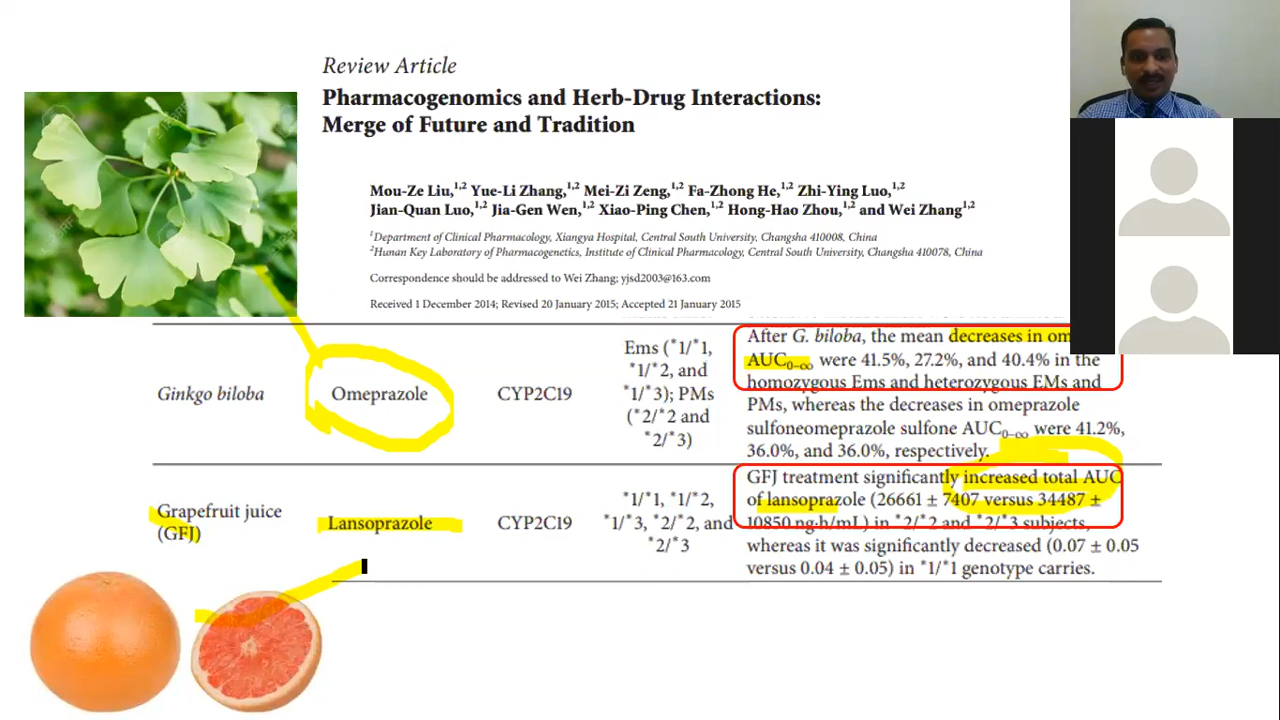 Review Article
Pharmacogenomics and Herb-Drug Interactions:
Merge of Future and Tradition
Mou-Ze Liu,1,2 Yue-Li Zhang,1,2 Mei-Zi Zeng,1,2 Fa-Zhong He,1,2 Zhi-Ying Luo,1,2
Jian-Quan Luo,1,2 Jia-Gen Wen,1,2 Xiao-Ping Chen,1,2 Hong-Hao Zhou,1,2 and Wei Zhang1,2
1Department of Clinical Pharmacology, Xiangya Hospital, Central South University, Changsha 410008, China
2Hunan Key Laboratory of Pharmacogenetics, Institute of Clinical Pharmacology, Central South University, Changsha 410078, China
Correspondence should be addressed to Wei Zhang; yjsd2003@163.com
Received 1 December 2014; Revised 20 January 2015; Accepted 21 January 2015
Ginkgo biloba
Omeprazole
CYP2C19
Ems (*1/*1,
*1/*2, and
*1/*3); PMs
(*2/*2 and
*2/*3)
After G. biloba, the mean decreases in
AUC0–∞ were 41.5%, 27.2%, and 40.4% in the
homozygous Ems and heterozygous EMs and
PMs, whereas the decreases in omeprazole
sulfoneomeprazole sulfone AUC0–∞ were 41.2%,
36.0%, and 36.0%, respectively.
Grapefruit juice
(GFJ)
Lansoprazole
CYP2C19
*1/*1, *1/*2,
*1/*3, *2/*2, and
*2/*3
GFJ treatment significantly increased total AUC
of lansoprazole (26661 ± 7407 versus 34487 ±
10850 ng·h/mL) in *2/*2 and *2/*3 subjects,
whereas it was significantly decreased (0.07 ± 0.05
versus 0.04 ± 0.05) in *1/*1 genotype carries.